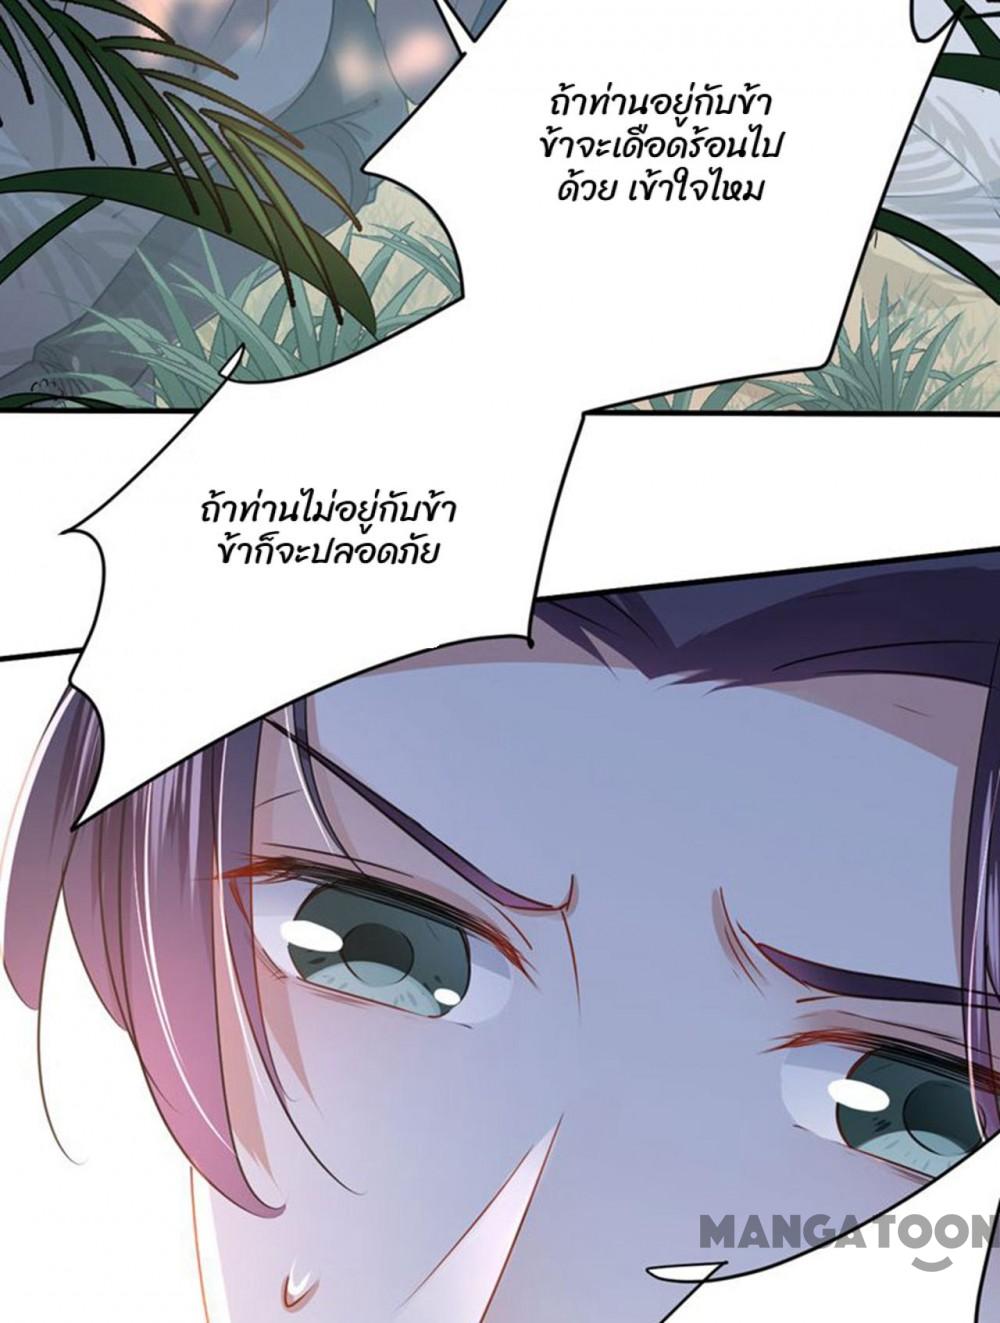 ถ้าท่านอยู่กับข้า
ข้าจะเดือดร้อนไป
ด้วย เข้าใจไหม
ถ้าท่านไม่อยู่กับข้า
ข้าก็จะปลอดภัย
MANGATOON